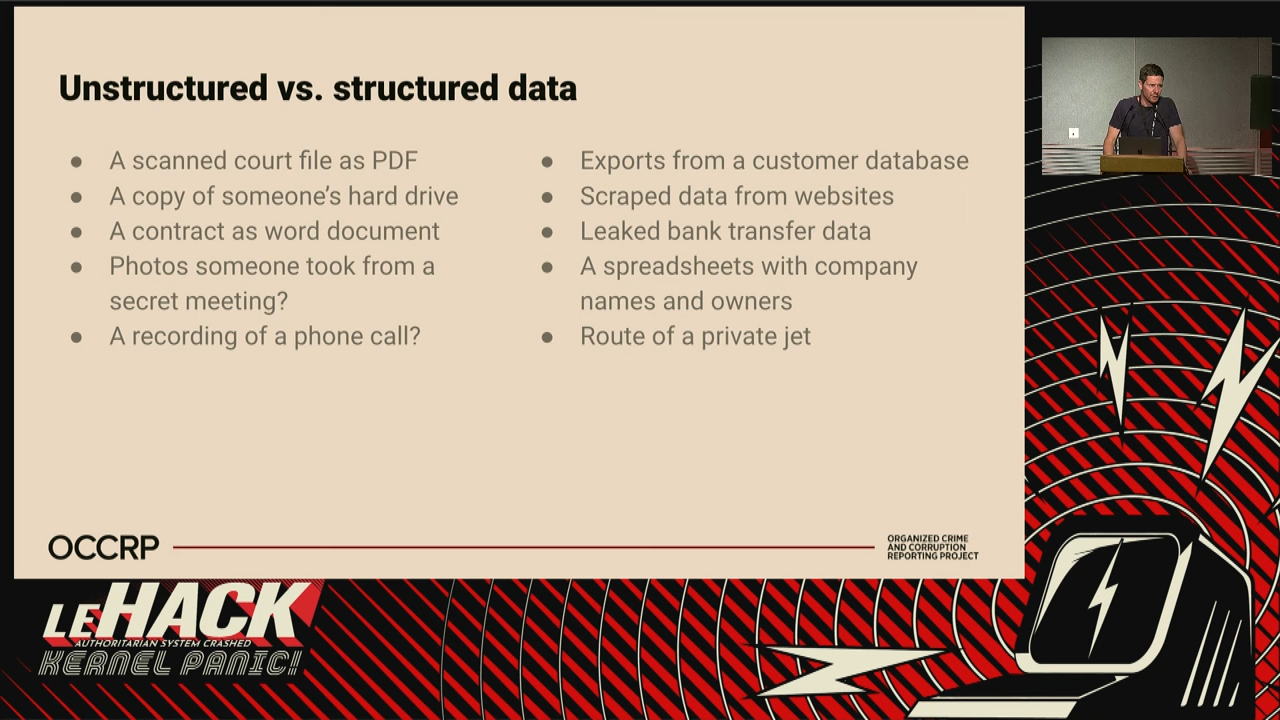 Unstructured vs. structured data
● A scanned court file as PDF
● A copy of someone's hard drive
● A contract as word document
● Photos someone took from a
secret meeting?
● A recording of a phone call?
● Exports from a customer database
● Scraped data from websites
● Leaked bank transfer data
● A spreadsheets with company
names and owners
● Route of a private jet
OCCRP
ORGANIZED CRIME
AND CORRUPTION
REPORTING PROJECT
LEHACK
AUTHORITARIAN SYSTEM CRASHED
KERNEL PANIC!